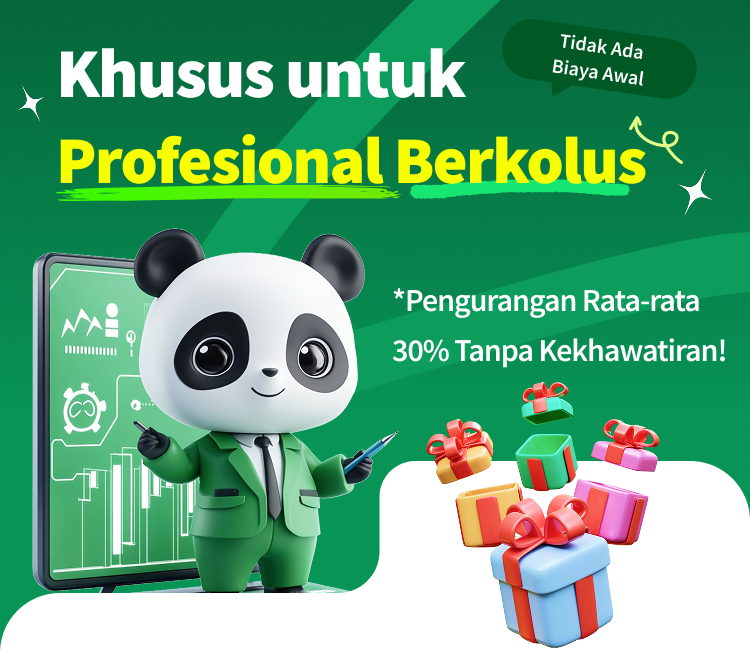 Tidak Ada
Biaya Awal
Khusus untuk
Profesional Berkolus
*Pengurangan Rata-rata
30% Tanpa Kekhawatiran!